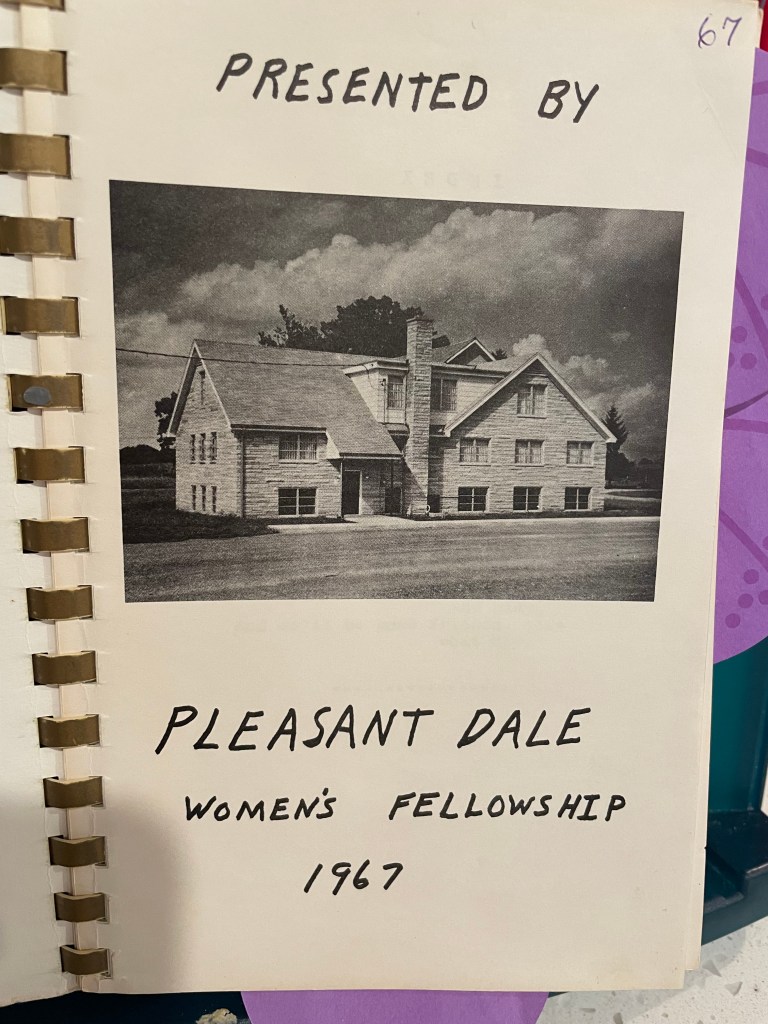 67
PRESENTED BY
PLEASANT DALE
WOMEN'S FELLOWSHIP
1967